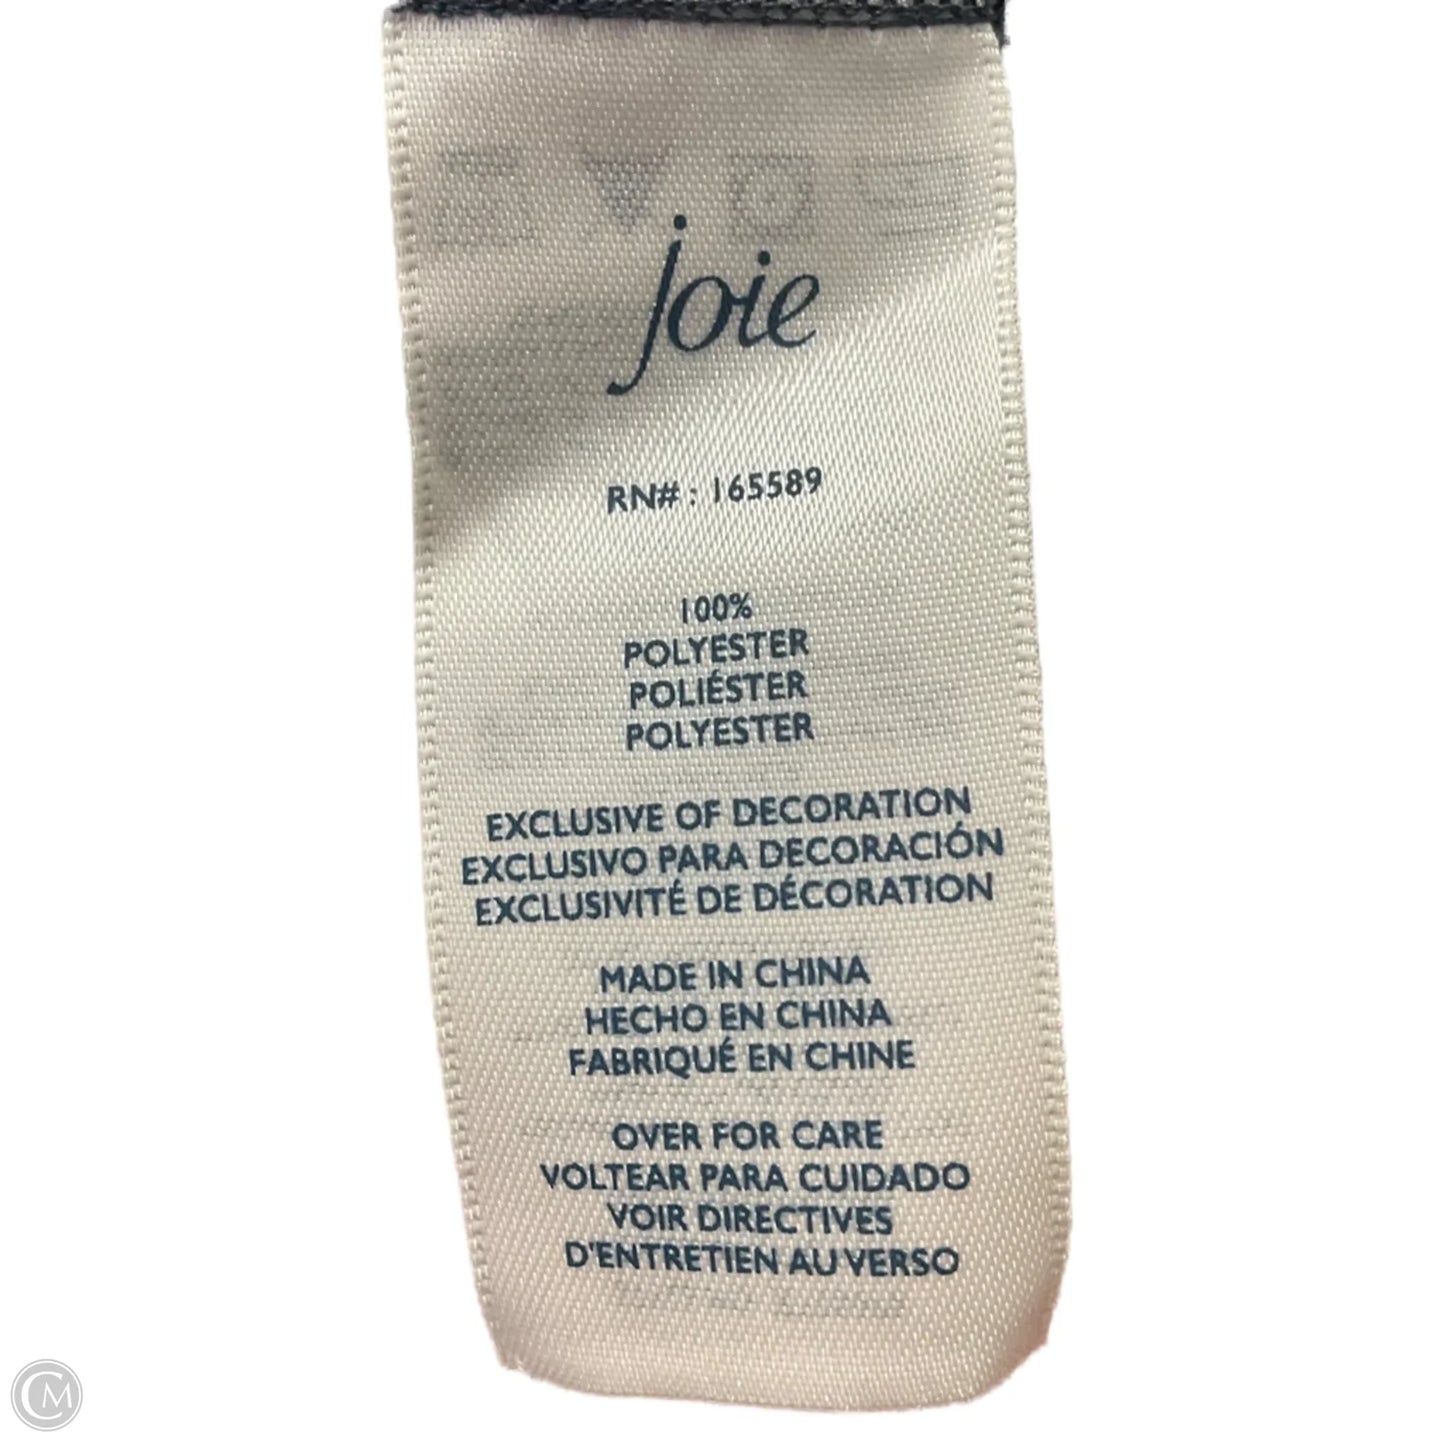 joie
RN# : 165589
100%
POLYESTER
POLIÉSTER
POLYESTER
EXCLUSIVE OF DECORATION
EXCLUSIVO PARA DECORACIÓN
EXCLUSIVITÉ DE DÉCORATION
MADE IN CHINA
HECHO EN CHINA
FABRIQUÉ EN CHINE
OVER FOR CARE
VOLTEAR PARA CUIDADO
VOIR DIRECTIVES
D'ENTRETIEN AU VERSO
CM